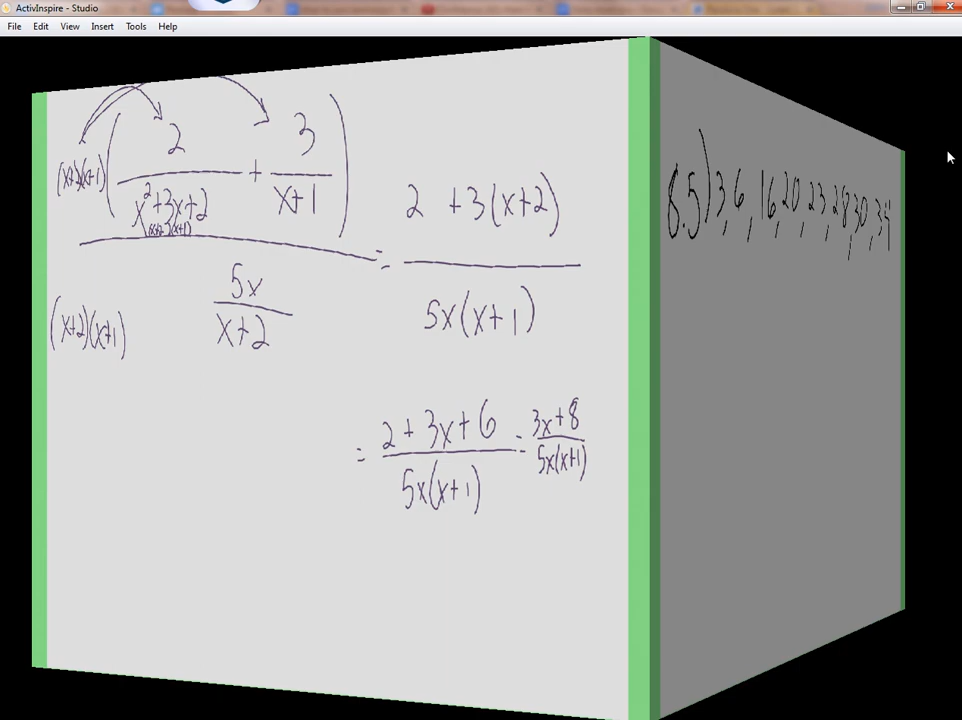 ActivInspire - Studio
File Edit View Insert Tools Help
(x+2)(x+1) ( 2 / x²+3x+2 + 3 / x+1 )
(x+2)(x+1)
(x+2)(x+1) 5x / x+2
= 2 + 3(x+2) / 5x(x+1)
= 2 + 3x + 6 / 5x(x+1) = 3x + 8 / 5x(x+1)
8.5) 3, 6, 16, 20, 23, 28, 30, 34